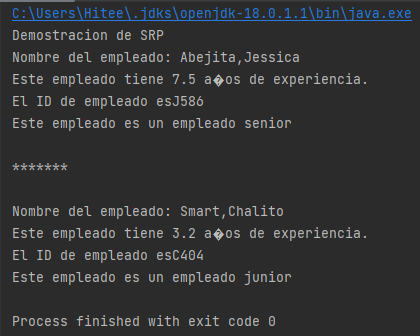 C:\Users\Hitee\.jdks\openjdk-18.0.1.1\bin\java.exe
Demostracion de SRP
Nombre del empleado: Abejita,Jessica
Este empleado tiene 7.5 a�os de experiencia.
El ID de empleado esJ586
Este empleado es un empleado senior
*******
Nombre del empleado: Smart,Chalito
Este empleado tiene 3.2 a�os de experiencia.
El ID de empleado esC404
Este empleado es un empleado junior
Process finished with exit code 0